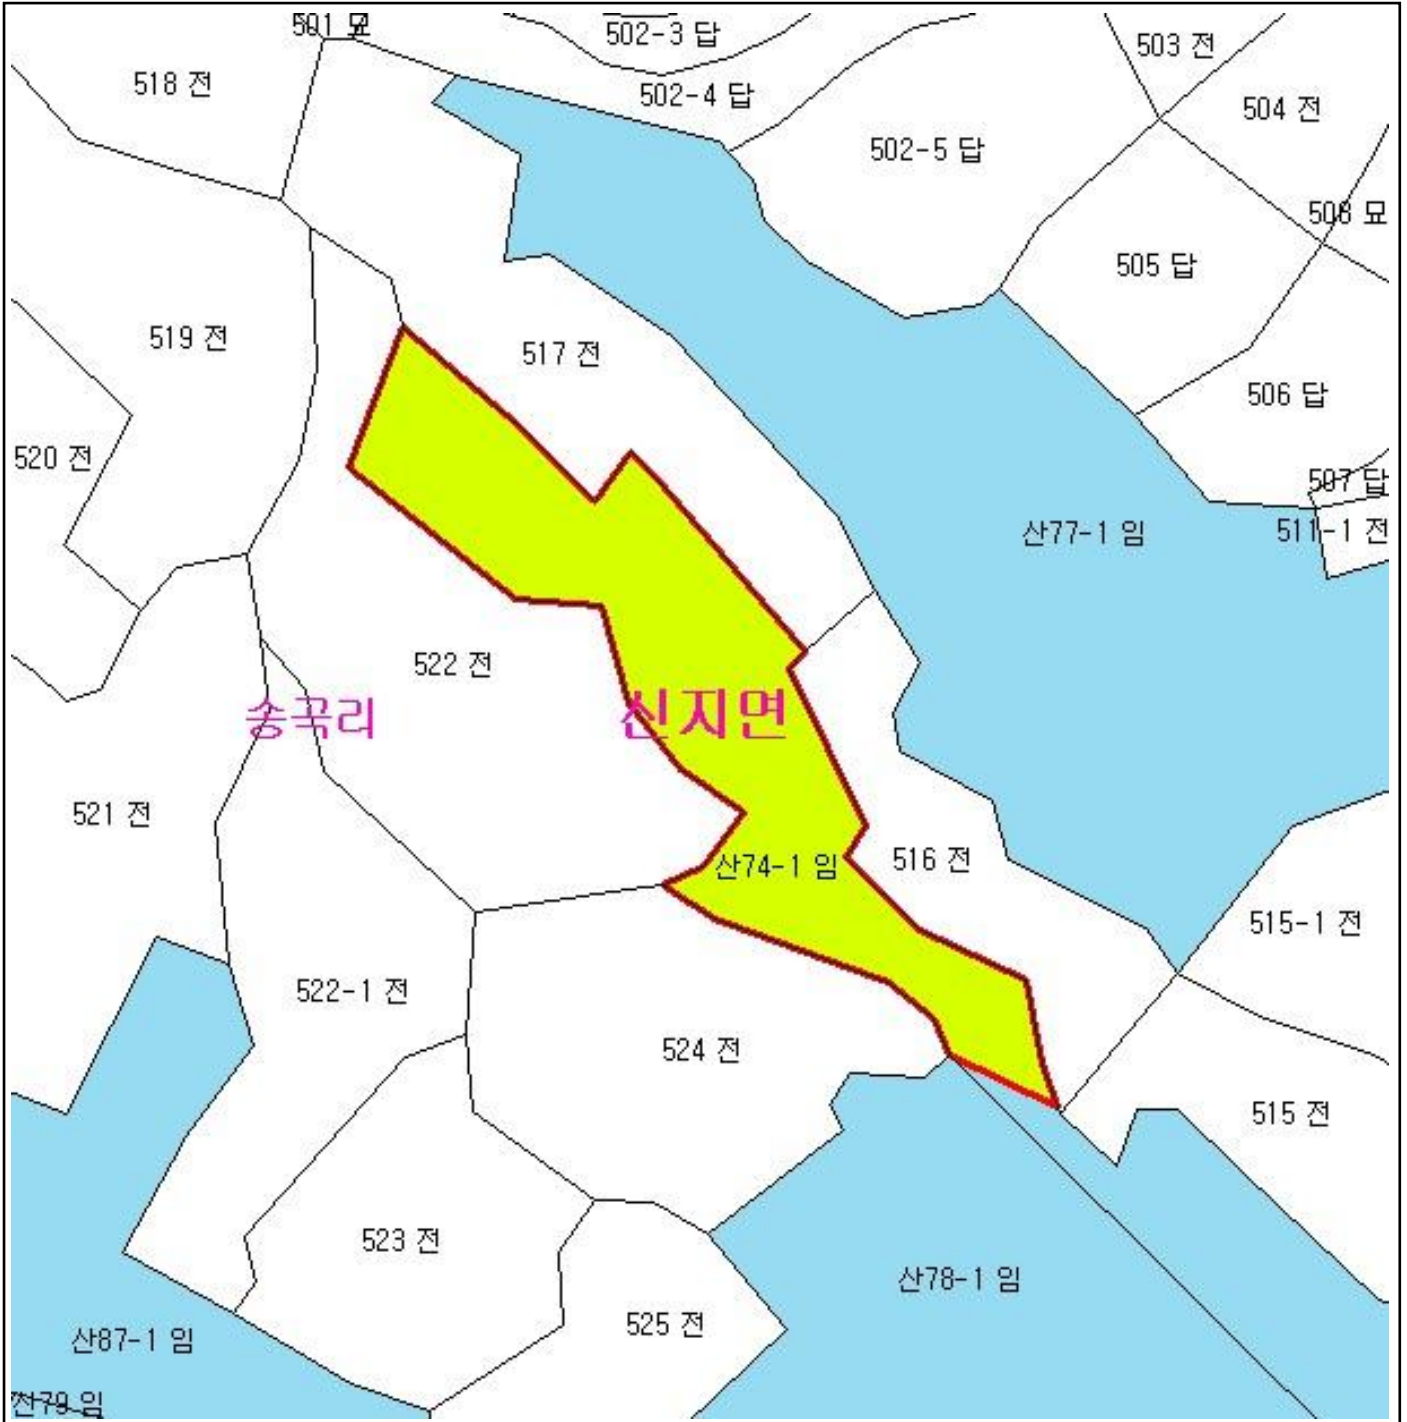 501 묘
502-3 답
503 전
518 전
502-4 답
504 전
502-5 답
508 묘
505 답
519 전
517 전
506 답
520 전
507 답
산77-1 임
511-1 전
522 전
송곡리
신지면
521 전
산74-1 임
516 전
515-1 전
522-1 전
524 전
515 전
523 전
산78-1 임
525 전
산87-1 임
산79 임